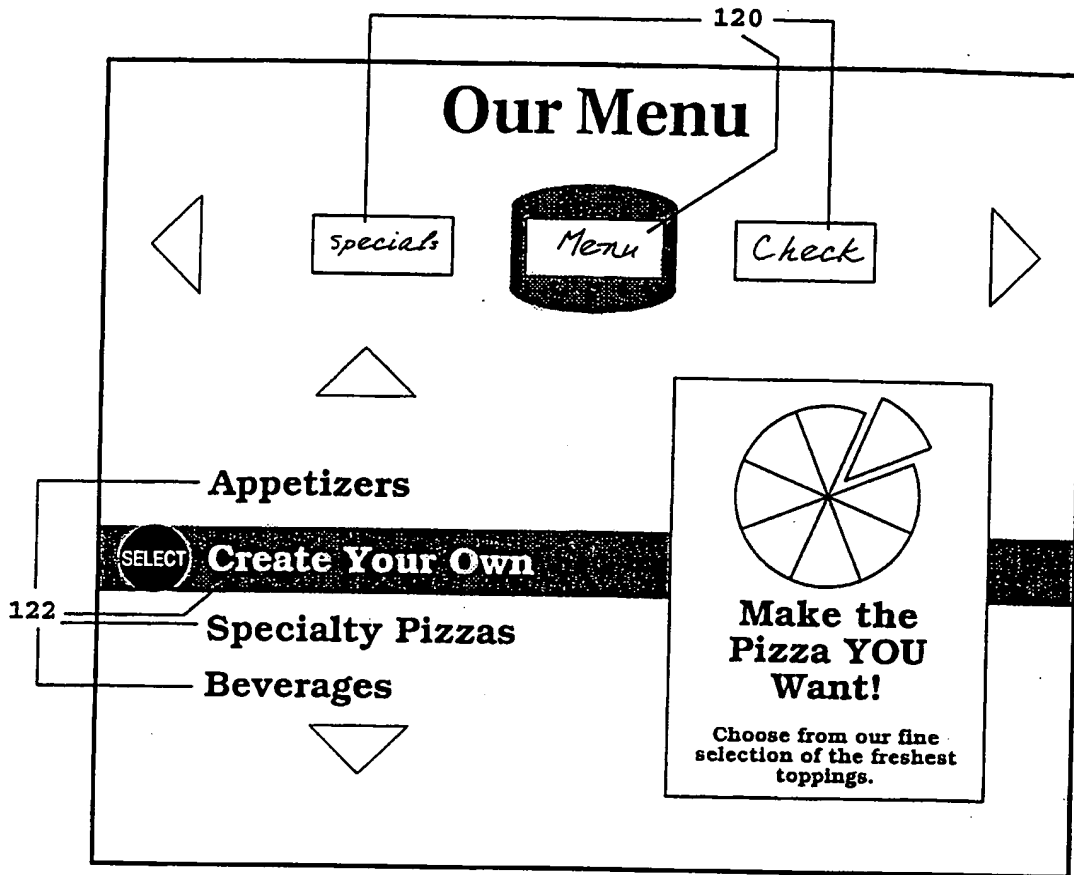 120
Our Menu
Specials
Menu
Check
Appetizers
SELECT
Create Your Own
122
Specialty Pizzas
Beverages
Make the
Pizza YOU
Want!
Choose from our fine
selection of the freshest
toppings.